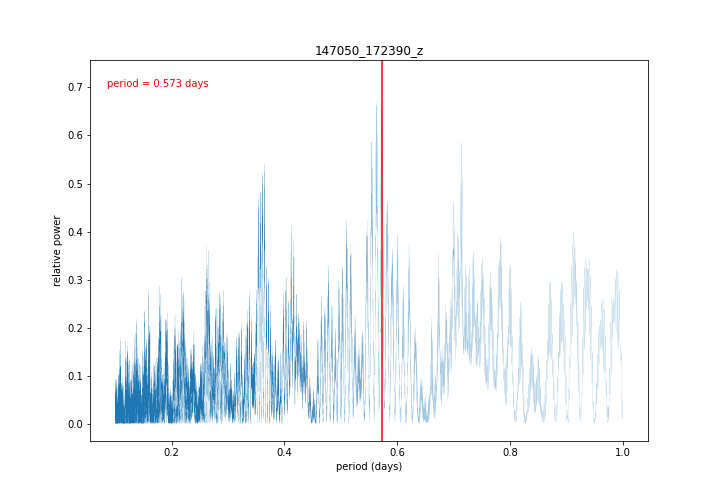 147050_172390_z
period = 0.573 days
relative power
0.7
0.6
0.5
0.4
0.3
0.2
0.1
0.0
0.2 0.4 0.6 0.8 1.0
period (days)